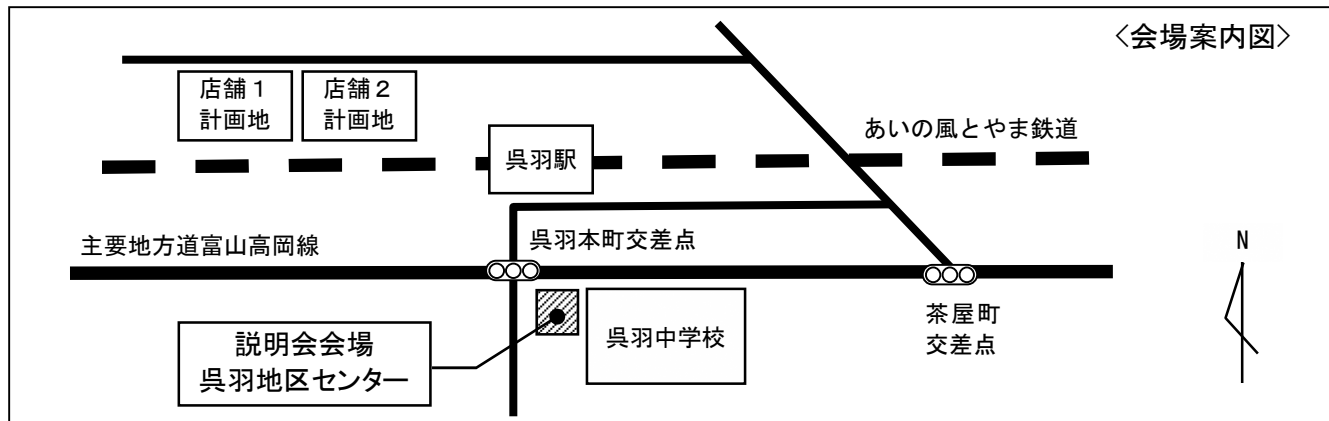 <会場案内図>
店舗1
計画地
店舗2
計画地
あいの風とやま鉄道
呉羽駅
主要地方道富山高岡線
呉羽本町交差点
N
茶屋町
交差点
説明会会場
呉羽地区センター
呉羽中学校